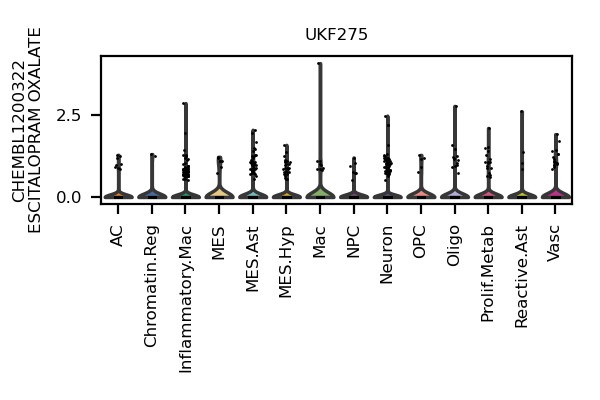 UKF275
CHEMBL1200322
ESCITALOPRAM OXALATE
2.5
0.0
AC
Chromatin.Reg
Inflammatory.Mac
MES
MES.Ast
MES.Hyp
Mac
NPC
Neuron
OPC
Oligo
Prolif.Metab
Reactive.Ast
Vasc